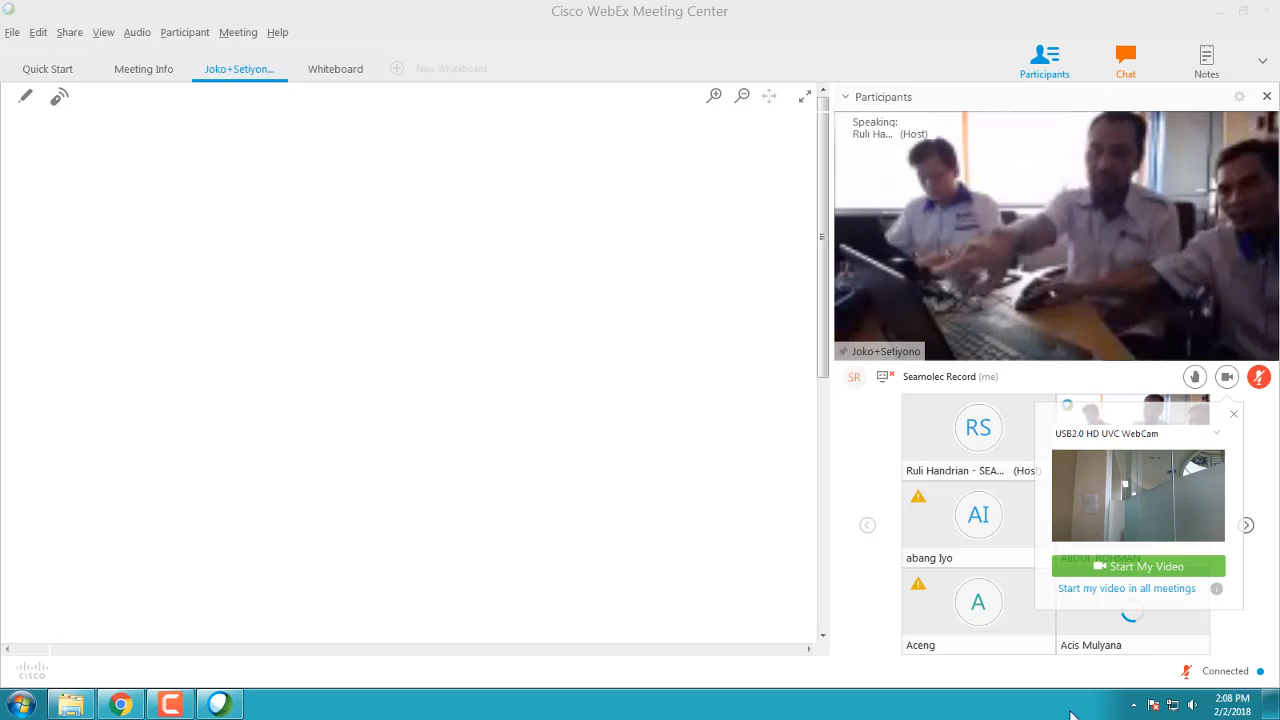 Cisco WebEx Meeting Center
File Edit Share View Audio Participant Meeting Help
Quick Start Meeting Info Joko+Setiyon... Whiteboard New Whiteboard
Participants Chat Notes
Participants
Speaking:
Ruli Ha... (Host)
Joko+Setiyono
SR Seamolec Record (me)
RS
Ruli Handrian - SEA... (Host)
USB2.0 HD UVC WebCam
AI
abang Iyo
ABDUL ROHMAN
Start My Video
Start my video in all meetings
A
Aceng
Acis Mulyana
cisco
Connected
2:08 PM
2/2/2018